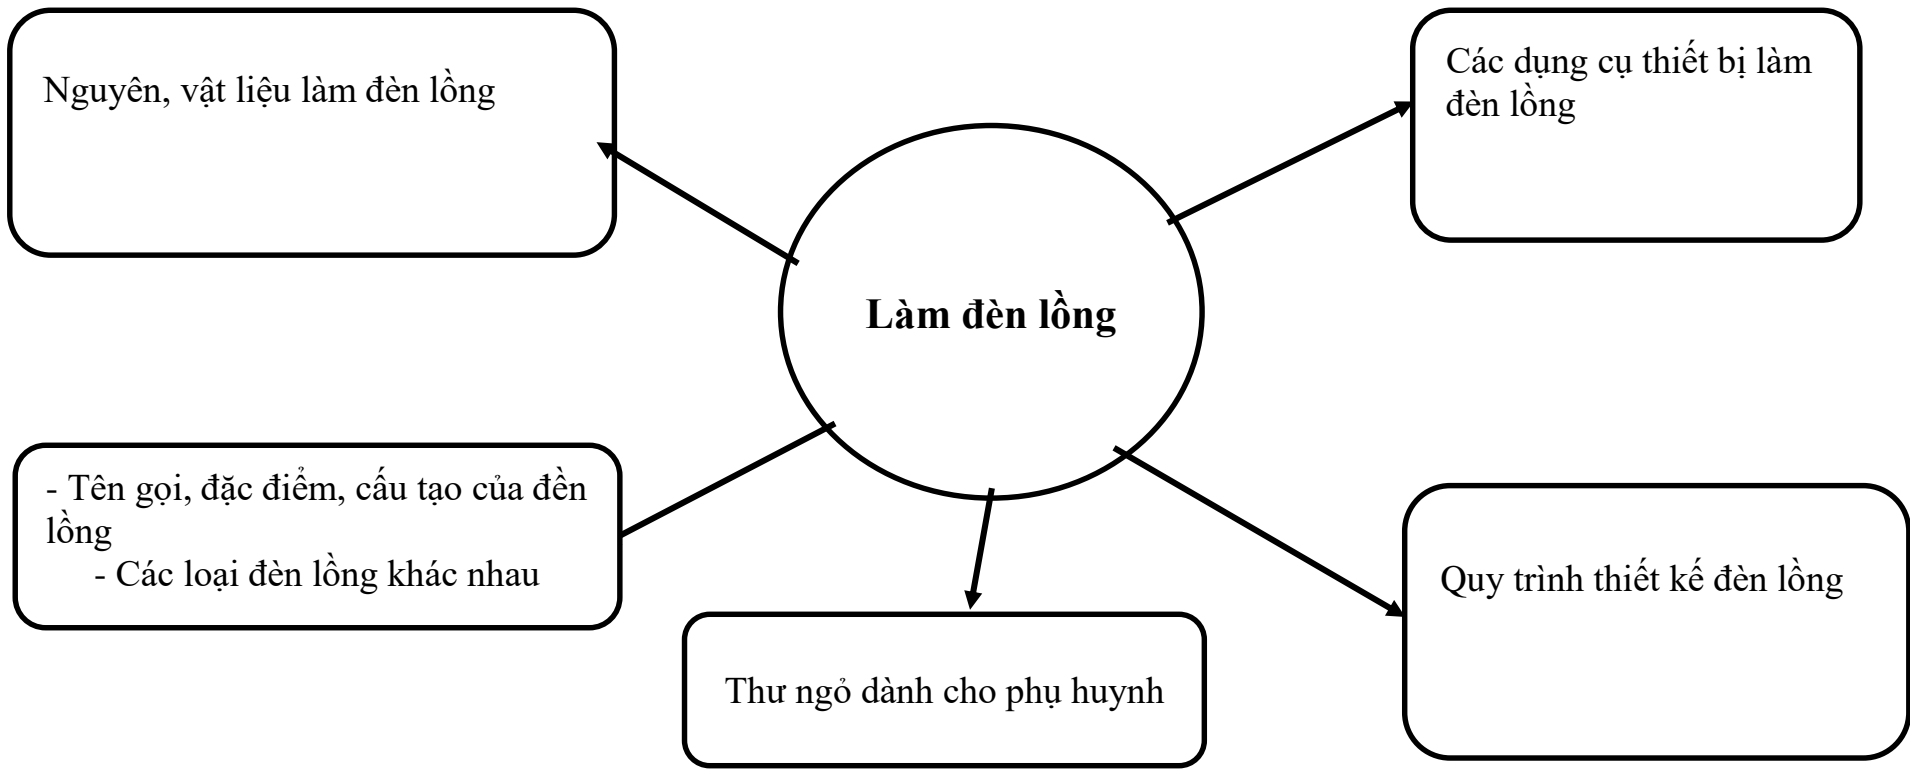 Nguyên, vật liệu làm đèn lồng
Các dụng cụ thiết bị làm
đèn lồng
Làm đèn lồng
- Tên gọi, đặc điểm, cấu tạo của đền
lồng
- Các loại đèn lồng khác nhau
Quy trình thiết kế đèn lồng
Thư ngỏ dành cho phụ huynh